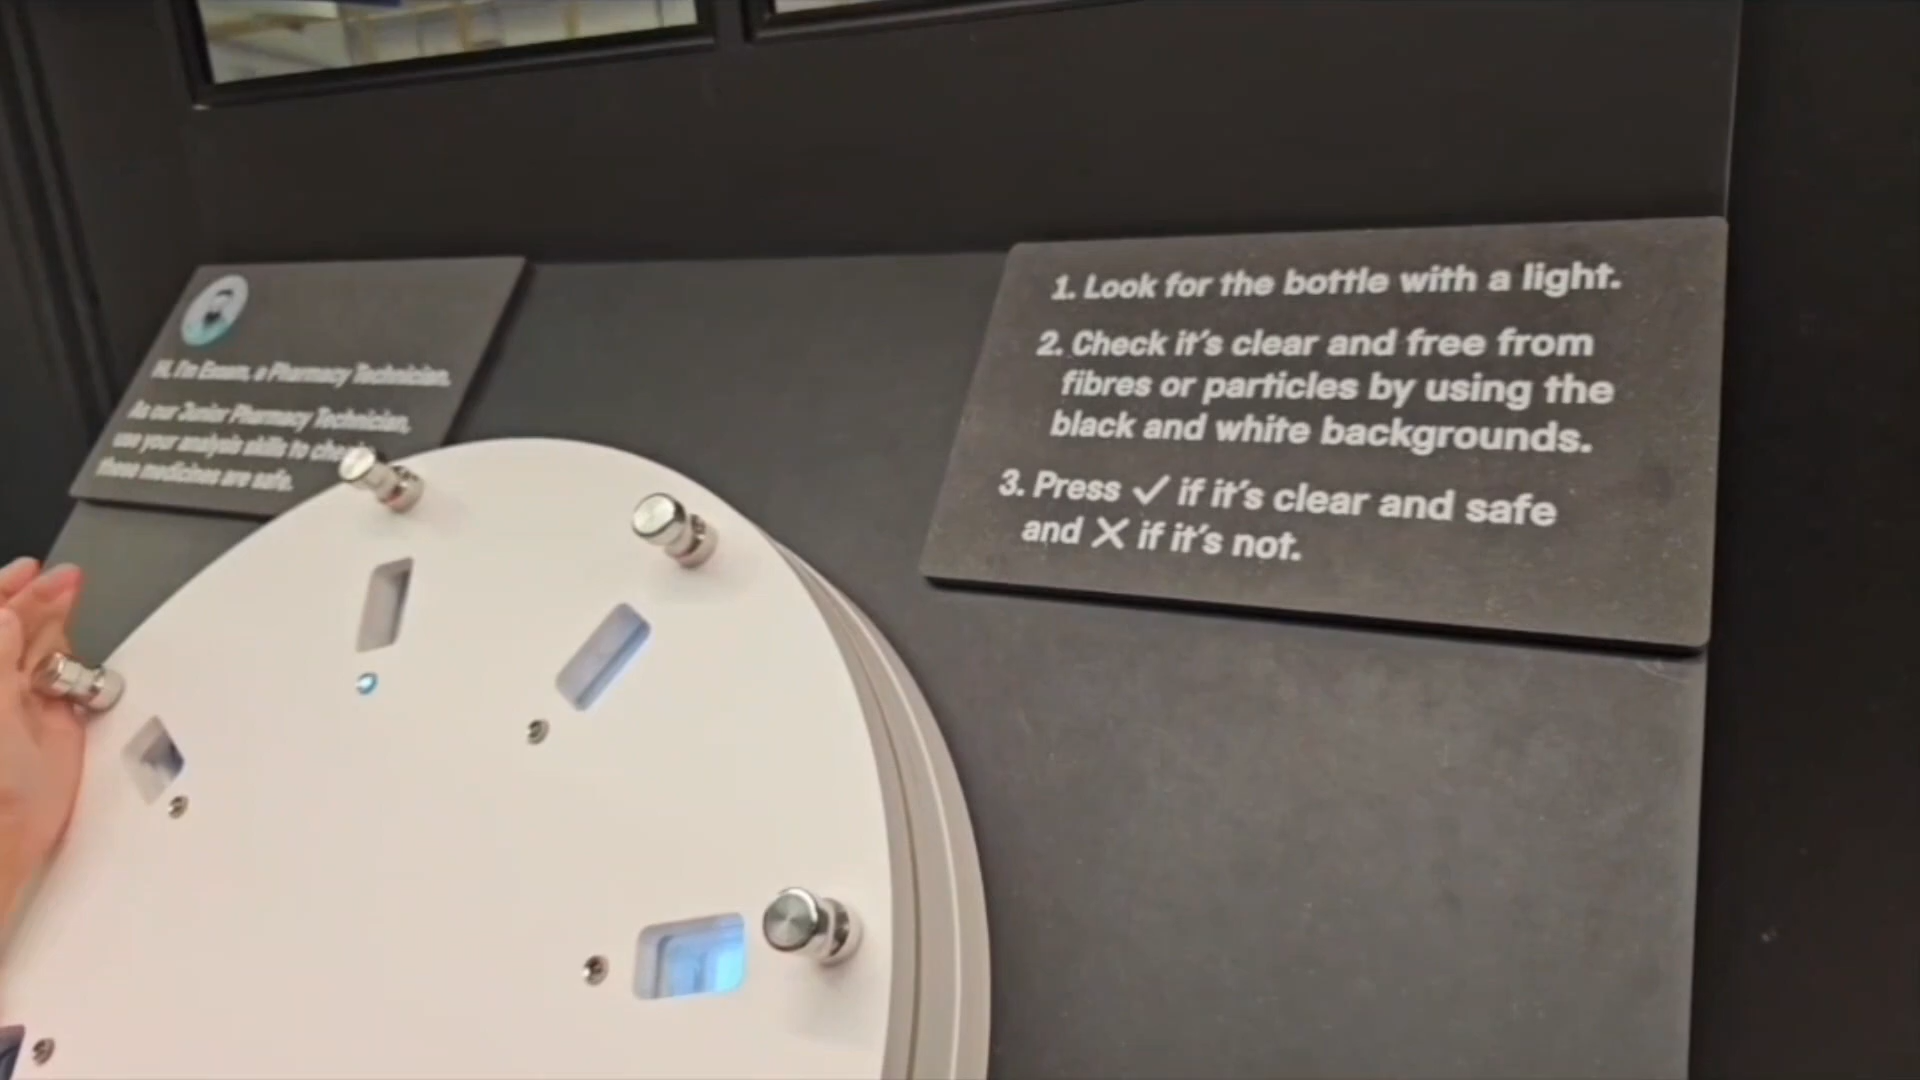 Hi, I'm Essam, a Pharmacy Technician.
As our Junior Pharmacy Technician,
use your analysis skills to check
these medicines are safe.
1. Look for the bottle with a light.
2. Check it's clear and free from
fibres or particles by using the
black and white backgrounds.
3. Press ✓ if it's clear and safe
and ✕ if it's not.